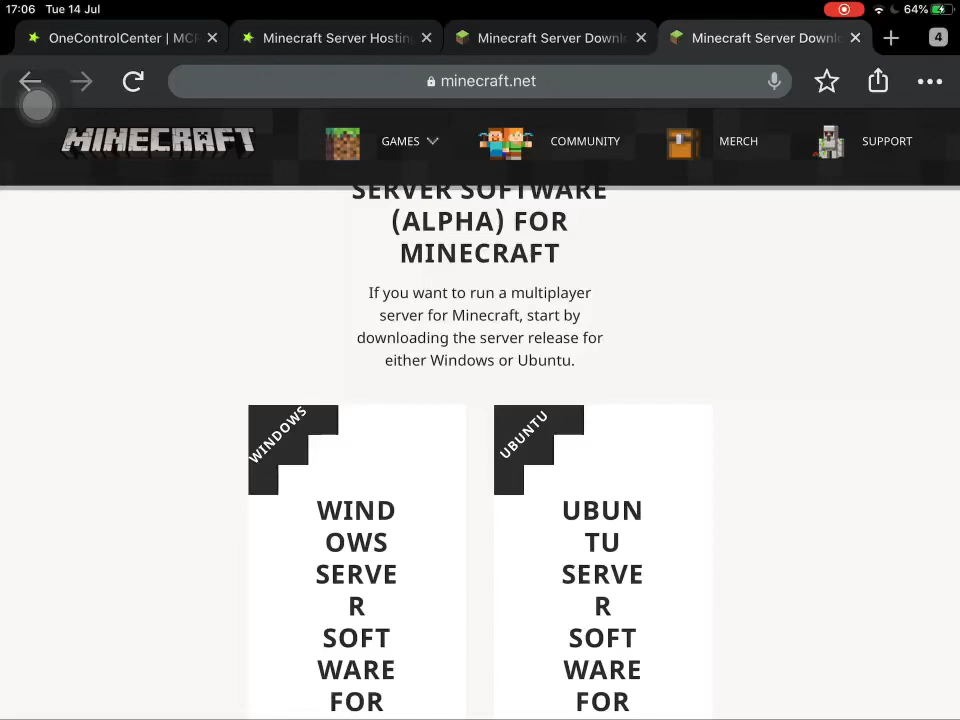 17:06 Tue 14 Jul 64%
OneControlCenter | MCP Minecraft Server Hosting Minecraft Server Downl Minecraft Server Downl 4
minecraft.net
MINECRAFT GAMES COMMUNITY MERCH SUPPORT
SERVER SOFTWARE
(ALPHA) FOR
MINECRAFT
If you want to run a multiplayer
server for Minecraft, start by
downloading the server release for
either Windows or Ubuntu.
WINDOWS
WIND
OWS
SERVE
R
SOFT
WARE
FOR
UBUNTU
UBUN
TU
SERVE
R
SOFT
WARE
FOR